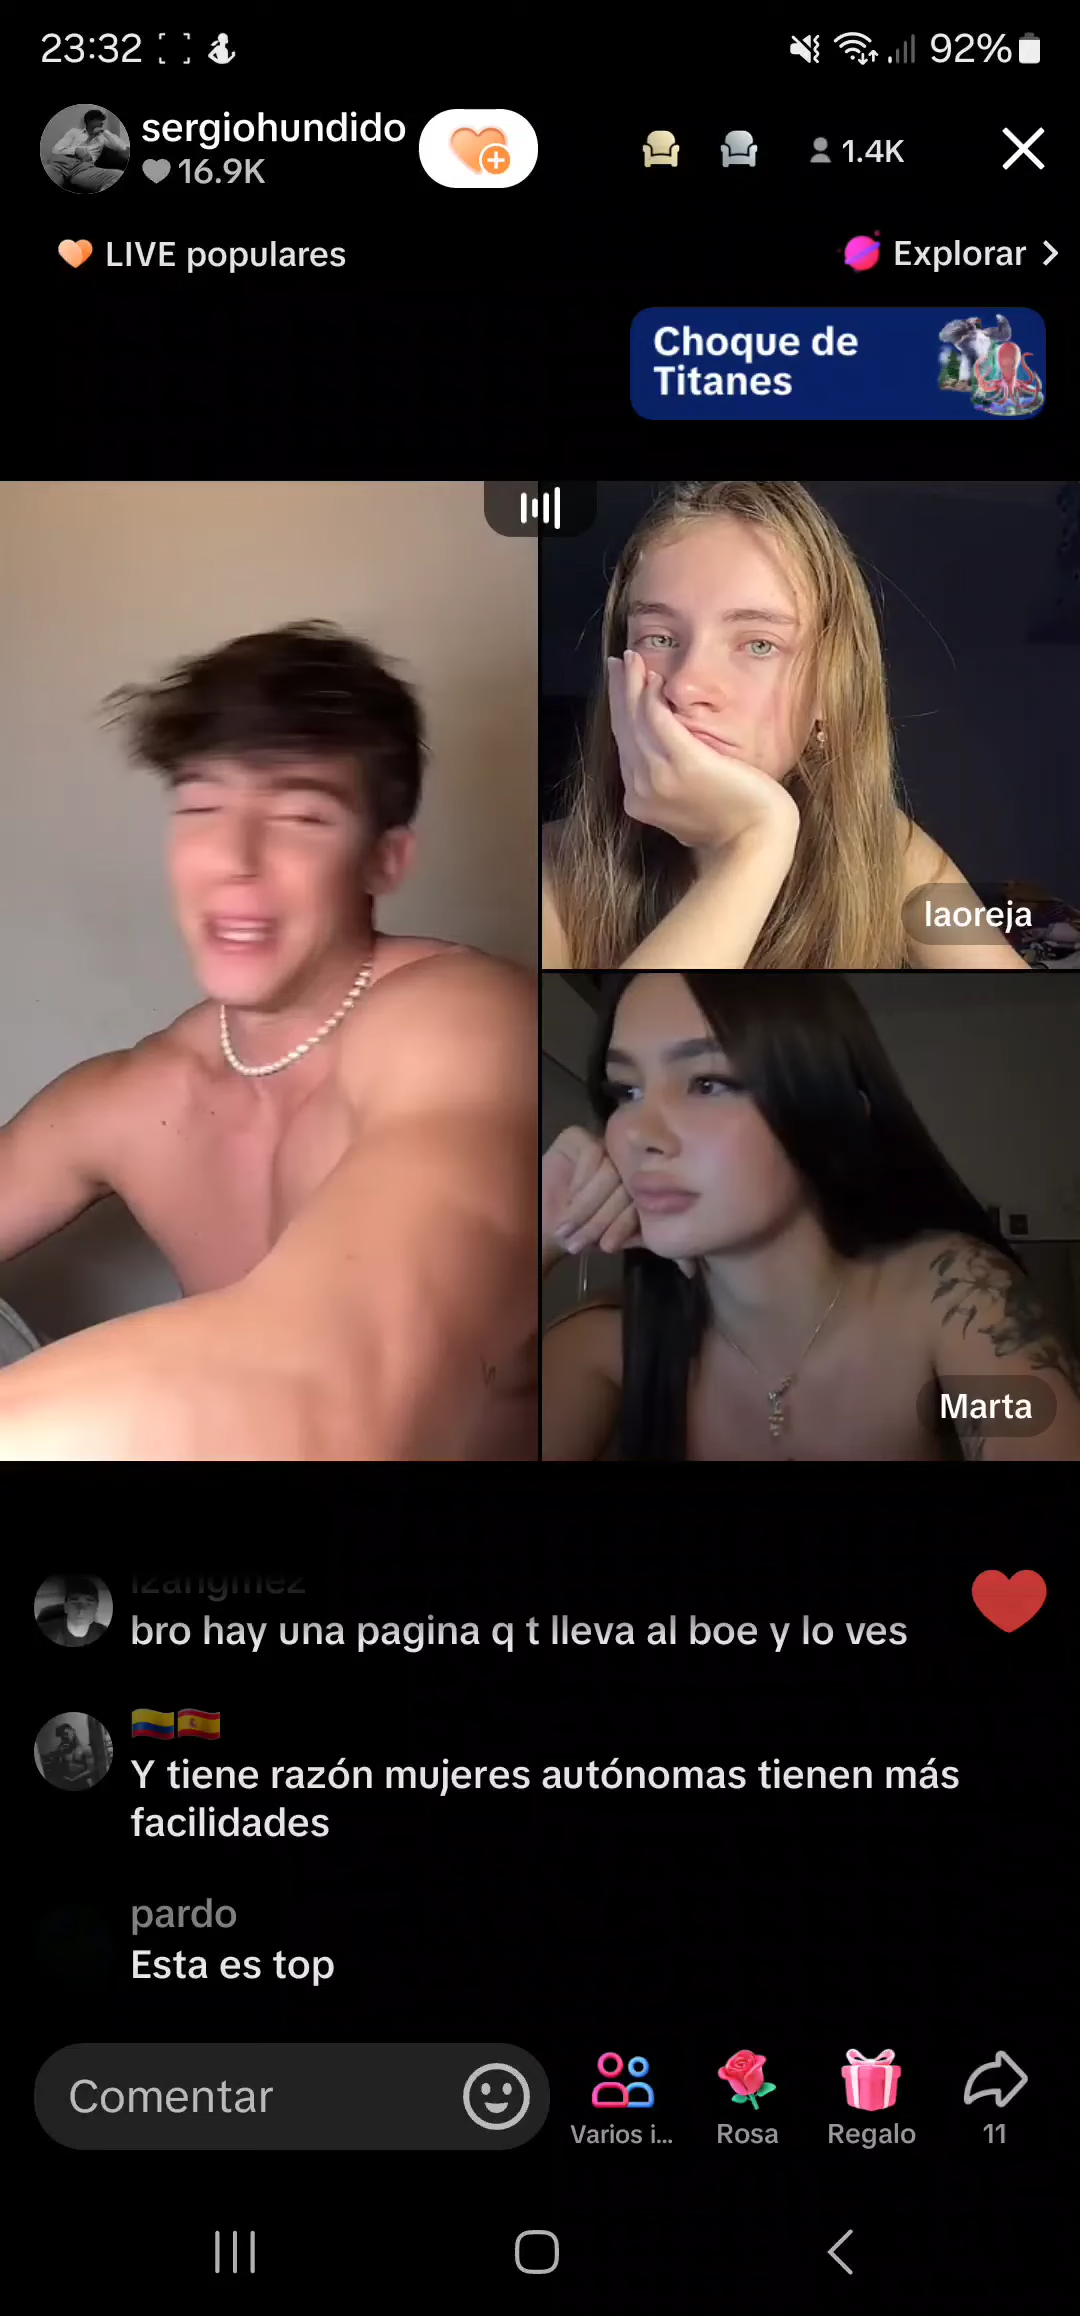 23:32
92%
sergiohundido
16.9K
1.4K
LIVE populares
Explorar
Choque de
Titanes
laoreja
Marta
bro hay una pagina q t lleva al boe y lo ves
Y tiene razón mujeres autónomas tienen más
facilidades
pardo
Esta es top
Comentar
Varios i...
Rosa
Regalo
11